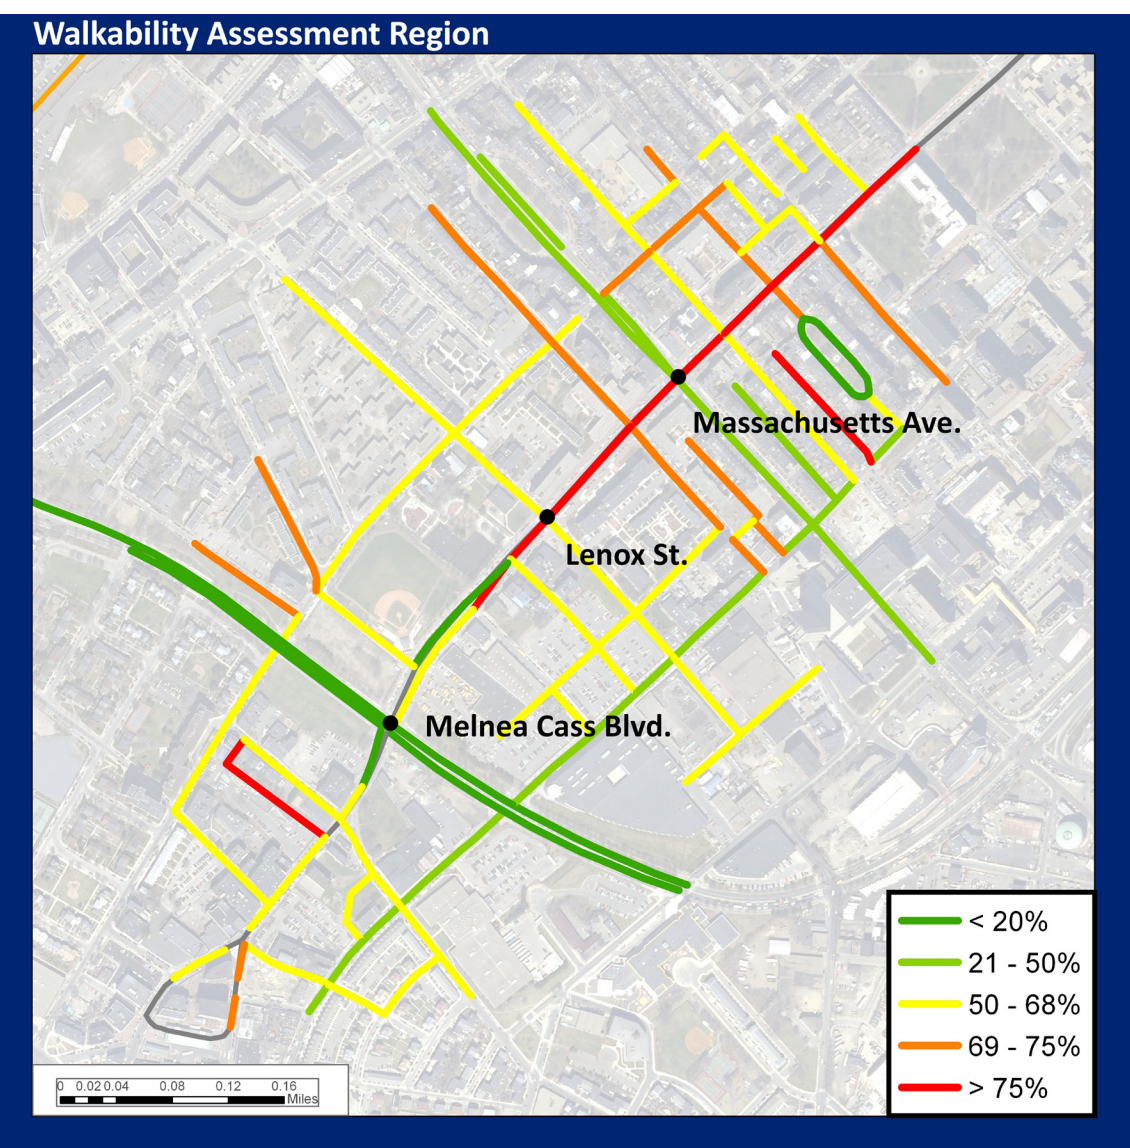 Walkability Assessment Region
Massachusetts Ave.
Lenox St.
Melnea Cass Blvd.
< 20%
21 - 50%
50 - 68%
69 - 75%
> 75%
0 0.02 0.04 0.08 0.12 0.16
Miles